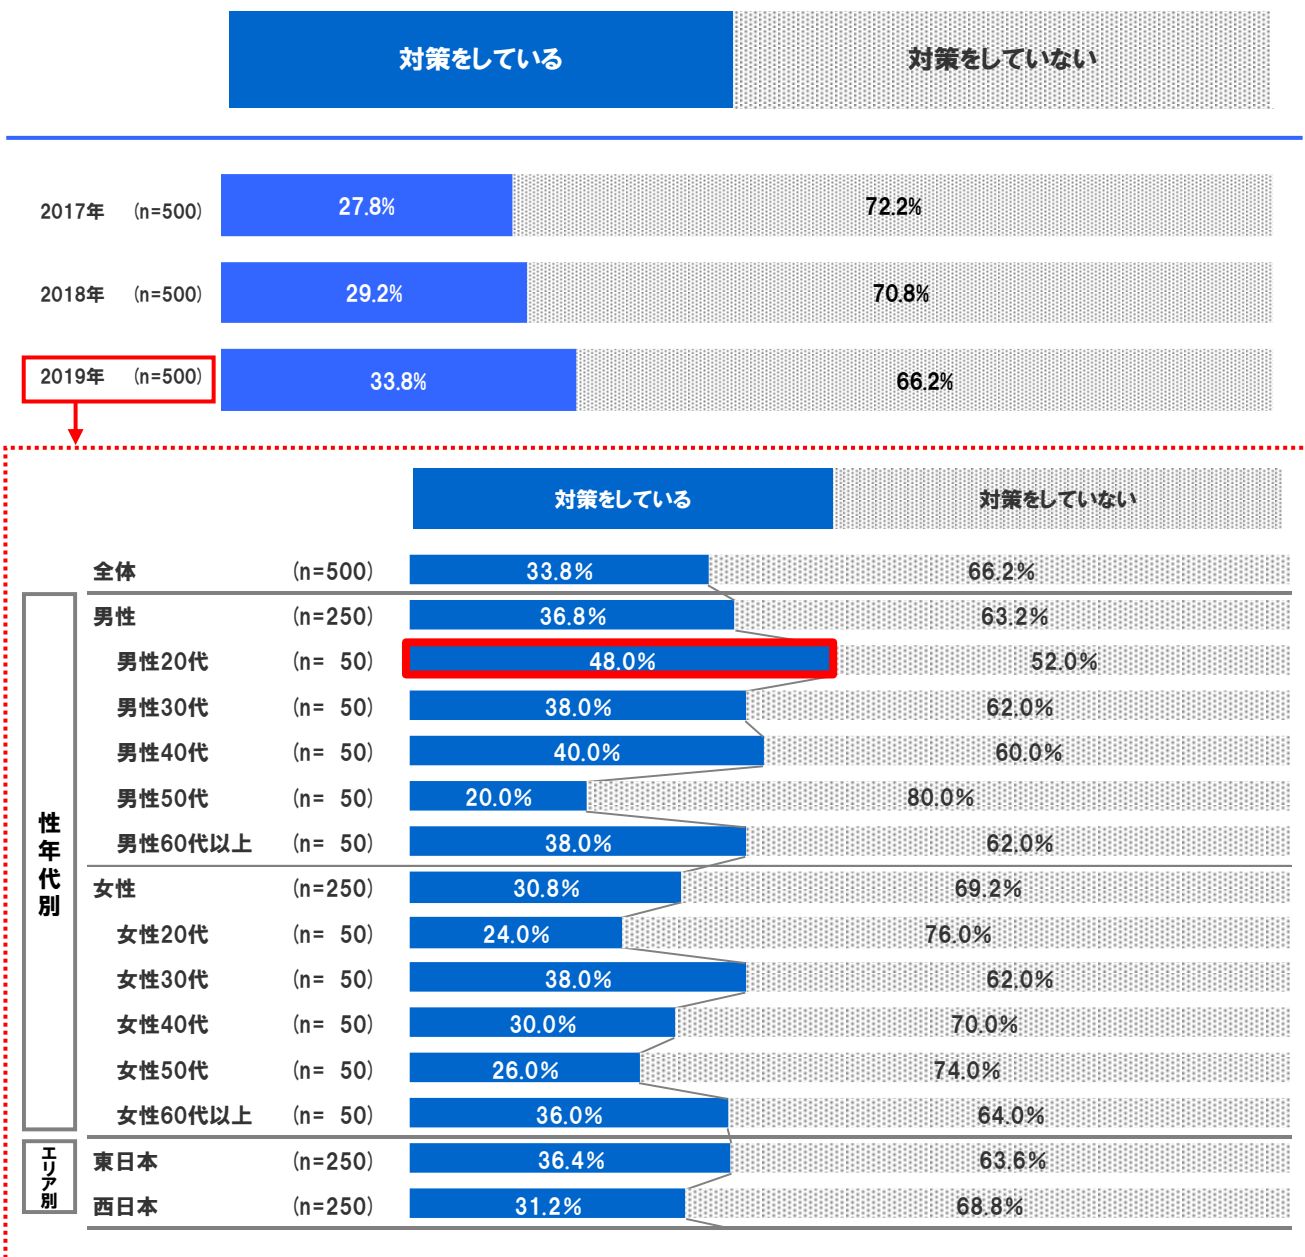 対策をしている 対策をしていない
2017年 (n=500) 27.8% 72.2%
2018年 (n=500) 29.2% 70.8%
2019年 (n=500) 33.8% 66.2%
対策をしている 対策をしていない
全体 (n=500) 33.8% 66.2%
性年代別
男性 (n=250) 36.8% 63.2%
男性20代 (n= 50) 48.0% 52.0%
男性30代 (n= 50) 38.0% 62.0%
男性40代 (n= 50) 40.0% 60.0%
男性50代 (n= 50) 20.0% 80.0%
男性60代以上 (n= 50) 38.0% 62.0%
女性 (n=250) 30.8% 69.2%
女性20代 (n= 50) 24.0% 76.0%
女性30代 (n= 50) 38.0% 62.0%
女性40代 (n= 50) 30.0% 70.0%
女性50代 (n= 50) 26.0% 74.0%
女性60代以上 (n= 50) 36.0% 64.0%
エリア別
東日本 (n=250) 36.4% 63.6%
西日本 (n=250) 31.2% 68.8%